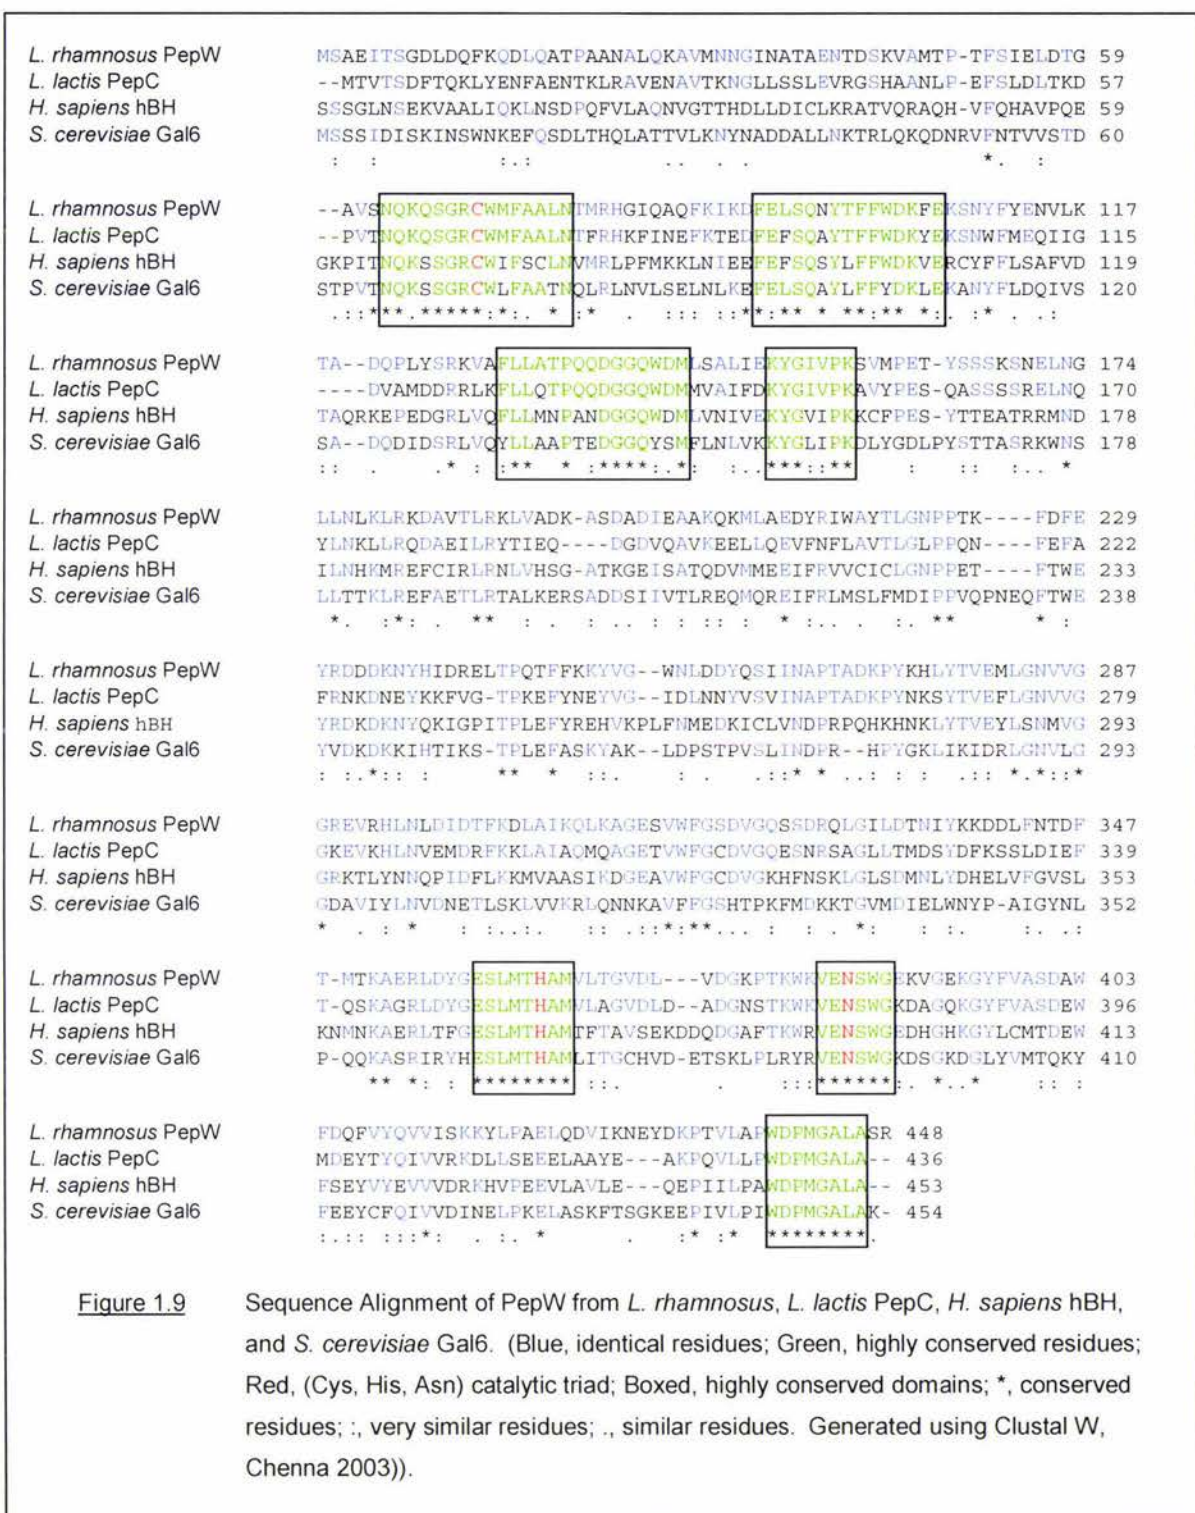 L. rhamnosus PepW MSAEITSGDLDQFKQDLQATPAANALQKAVMNNGINATAENTDSKVAMTP-TFSIELDTG 59
L. lactis PepC --MTVTSDFTQKLYENFAENTKLRAVENAVTKNGLLSSLEVRGSHAANLP-EFSLDLTKD 57
H. sapiens hBH SSSGLNSEKVAALIQKLNSDPQFVLAQNVGTTHDLLDICLKRATVQRAQH-VFQHAVPQE 59
S. cerevisiae Gal6 MSSSIDISKINSWNKEFQSDLTHQLATTVLKNYNADDALLNKTRLQKQDNRVFNTVVSTD 60
: : :.: . . . . *. :
L. rhamnosus PepW --AVSNQKQSGRCWMFAALNTMRHGIQAQFKIKDFELSQNYTFFWDKFEKSNYFYENVLK 117
L. lactis PepC --PVTNQKQSGRCWMFAALNTFRHKFINEFKTEDFEFSQAYTFFWDKYEKSNWFMEQIIG 115
H. sapiens hBH GKPITNQKSSGRCWIFSCLNVMRLPFMKKLNIEEFEFSQSYLFFWDKVERCYFFLSAFVD 119
S. cerevisiae Gal6 STPVTNQKSSGRCWLFAATNQLRLNVLSELNLKEFELSQAYLFFYDKLEKANYFLDQIVS 120
.::***.*****:*:. * :* . ::: ::**:** * **:** *:. :* . .:
L. rhamnosus PepW TA--DQPLYSRKVAFLLATPQQDGGQWDMLSALIEKYGIVPKSVMPET-YSSSKSNELNG 174
L. lactis PepC ----DVAMDDRRLKFLLQTPQQDGGQWDMMVAIFDKYGIVPKAVYPES-QASSSSRELNQ 170
H. sapiens hBH TAQRKEPEDGRLVQFLLMNPANDGGQWDMLVNIVEKYGVIPKKCFPES-YTTEATRRMND 178
S. cerevisiae Gal6 SA--DQDIDSRLVQYLLAAPTEDGGQYSMFLNLVKKYGLIPKDLYGDLPYSTTASRKWNS 178
: . .* : :** * :****:.*: :..***::** : :: :.. *
L. rhamnosus PepW LLNLKLRKDAVTLRKLVADK-ASDADIEAAKQKMLAEDYRIWAYTLGNPPTK----FDFE 229
L. lactis PepC YLNKLLRQDAEILRYTIEQ----DGDVQAVKEELLQEVFNFLAVTLGLPPQN----FEFA 222
H. sapiens hBH ILNHKMREFCIRLRNLVHSG-ATKGEISATQDVMMEEIFRVVCICLGNPPET----FTWE 233
S. cerevisiae Gal6 LLTTKLREFAETLRTALKERSADDSIIVTLREQMQREIFRLMSLFMDIPPVQPNEQFTWE 238
*. :*: . ** : . : : :: : * :.. . :. ** * :
L. rhamnosus PepW YRDDDKNYHIDRELTPQTFFKKYVG--WNLDDYQSIINAPTADKPYKHLYTVEMLGNVVG 287
L. lactis PepC FRNKDNEYKKFVG-TPKEFYNEYVG--IDLNNYVSVINAPTADKPYNKSYTVEFLGNVVG 279
H. sapiens hBH YRDKDKNYQKIGPITPLEFYREHVKPLFNMEDKICLVNDPRPQHKHNKLYTVEYLSNMVG 293
S. cerevisiae Gal6 YVDKDKKIHTIKS-TPLEFASKYAK--LDPSTPVSLINDPR--HPYGKLIKIDRLGNVLG 293
: :.*:: : ** * ::. : . .::* * : : : .:: *.*::*
L. rhamnosus PepW GREVRHLNLDIDTFKDLAIKQLKAGESVWFGSDVGQSSDRQLGILDTNIYKKDDLFNTDF 347
L. lactis PepC GKEVKHLNVEMDRFKKLAIAQMQAGETVWFGCDVGQESNRSAGLLTMDSYDFKSSLDIEF 339
H. sapiens hBH GRKTLYNNQPIDFLKKMVAASIKDGEAVWFGCDVGKHFNSKLGLSDMNLYDHELVFGVSL 353
S. cerevisiae Gal6 GDAVIYLNVDNETLSKLVVKRLQNNKAVFFGSHTPKFMDKKTGVMDIELWNYP-AIGYNL 352
* . : * : :..:. :: .::*:**... : : . *: : :. :. .:
L. rhamnosus PepW T-MTKAERLDYGESLMTHAMVLTGVDL---VDGKPTKWKVENSWGEKVGEKGYFVASDAW 403
L. lactis PepC T-QSKAGRLDYGESLMTHAMVLAGVDLD--ADGNSTKWKVENSWGKDAGQKGYFVASDEW 396
H. sapiens hBH KNMNKAERLTFGESLMTHAMTFTAVSEKDDQDGAFTKWRVENSWGEDHGHKGYLCMTDEW 413
S. cerevisiae Gal6 P-QQKASRIRYHESLMTHAMLITGCHVD-ETSKLPLRYRVENSWGKDSGKDGLYVMTQKY 410
** *: : ******** ::. . :::******:. *..* :: :
L. rhamnosus PepW FDQFVYQVVISKKYLPAELQDVIKNEYDKPTVLAPWDPMGALASR 448
L. lactis PepC MDEYTYQIVVRKDLLSEEELAAYE---AKPQVLLPWDPMGALA-- 436
H. sapiens hBH FSEYVYEVVVDRKHVPEEVLAVLE---QEPIILPAWDPMGALA-- 453
S. cerevisiae Gal6 FEEYCFQIVVDINELPKELASKFTSGKEEPIVLPIWDPMGALAK- 454
:.:: :::*: . :. * . :* :* ********.
Figure 1.9 Sequence Alignment of PepW from L. rhamnosus, L. lactis PepC, H. sapiens hBH,
and S. cerevisiae Gal6. (Blue, identical residues; Green, highly conserved residues;
Red, (Cys, His, Asn) catalytic triad; Boxed, highly conserved domains; *, conserved
residues; :, very similar residues; ., similar residues. Generated using Clustal W,
Chenna 2003)).